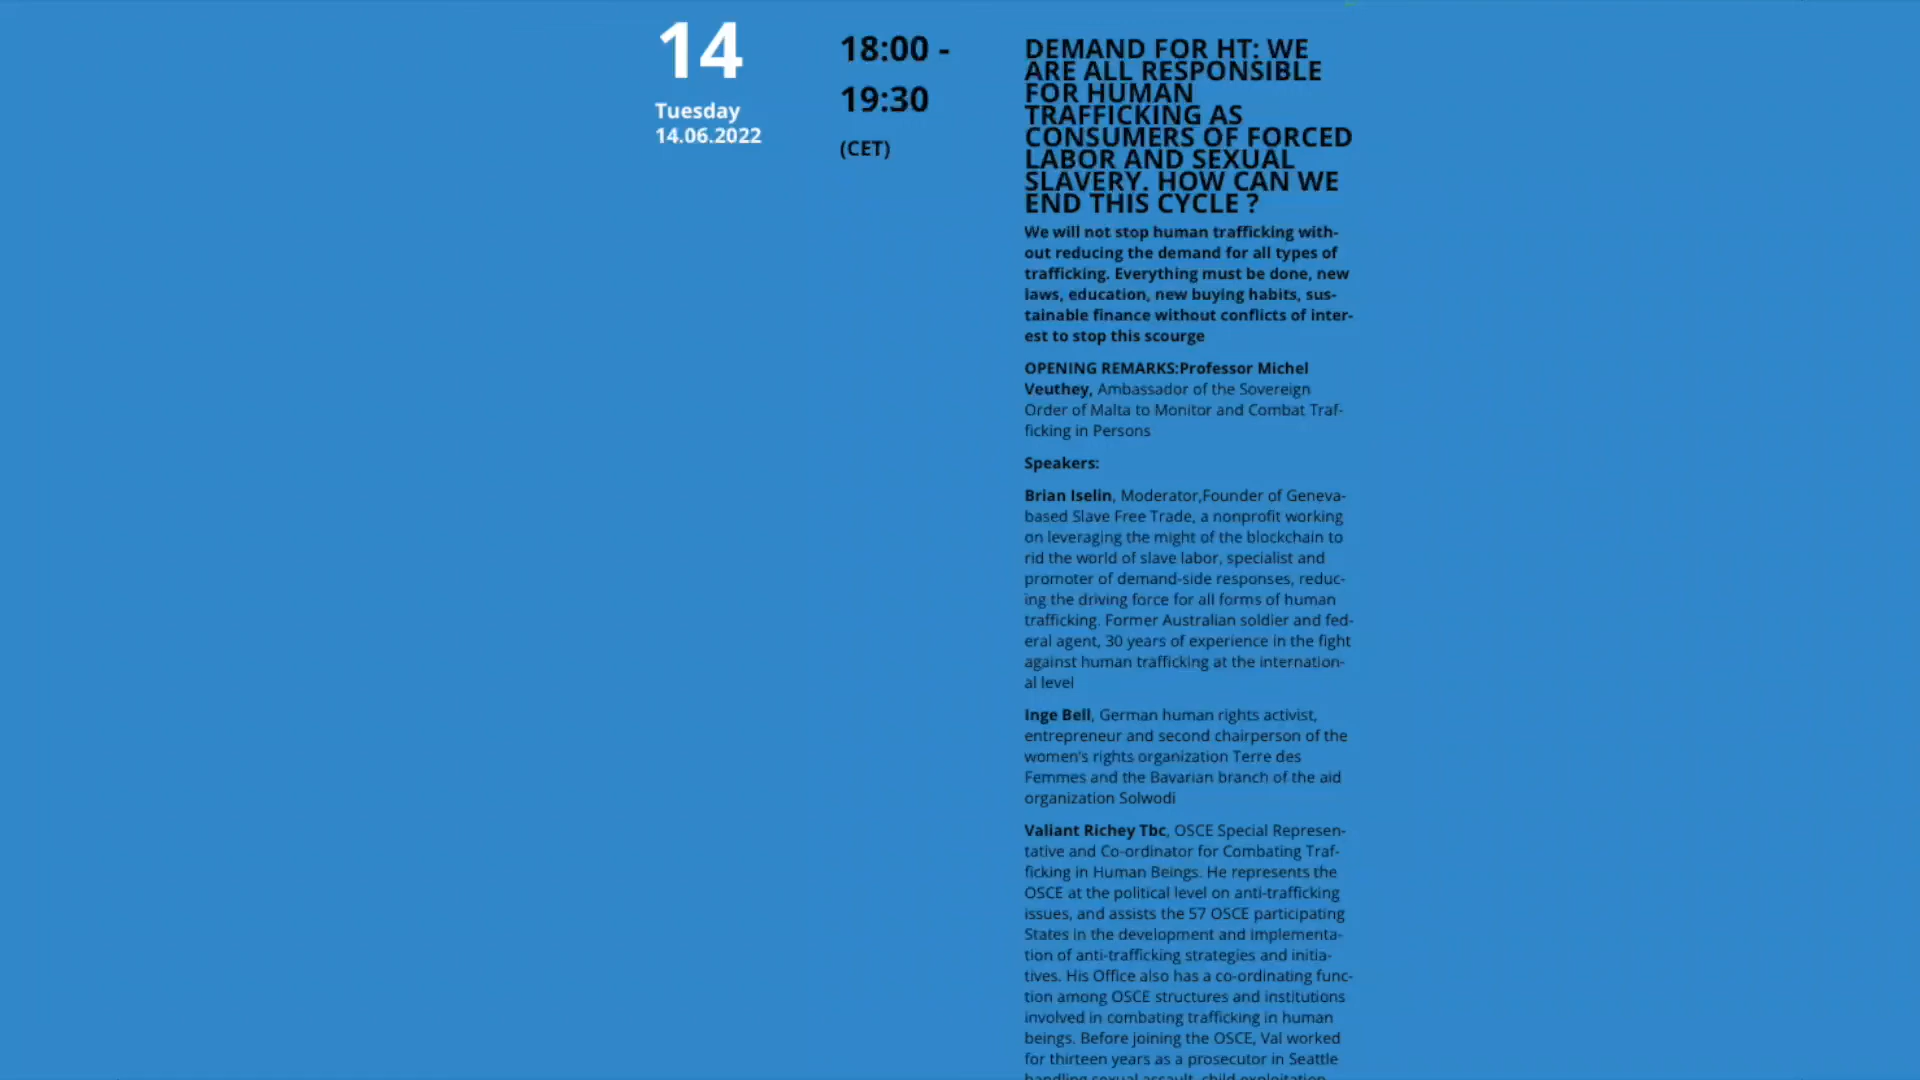 14
Tuesday
14.06.2022
18:00 -
19:30
(CET)
DEMAND FOR HT: WE
ARE ALL RESPONSIBLE
FOR HUMAN
TRAFFICKING AS
CONSUMERS OF FORCED
LABOR AND SEXUAL
SLAVERY. HOW CAN WE
END THIS CYCLE ?
We will not stop human trafficking with-
out reducing the demand for all types of
trafficking. Everything must be done, new
laws, education, new buying habits, sus-
tainable finance without conflicts of inter-
est to stop this scourge
OPENING REMARKS:Professor Michel
Veuthey, Ambassador of the Sovereign
Order of Malta to Monitor and Combat Traf-
ficking in Persons
Speakers:
Brian Iselin, Moderator,Founder of Geneva-
based Slave Free Trade, a nonprofit working
on leveraging the might of the blockchain to
rid the world of slave labor, specialist and
promoter of demand-side responses, reduc-
ing the driving force for all forms of human
trafficking. Former Australian soldier and fed-
eral agent, 30 years of experience in the fight
against human trafficking at the internation-
al level
Inge Bell, German human rights activist,
entrepreneur and second chairperson of the
women's rights organization Terre des
Femmes and the Bavarian branch of the aid
organization Solwodi
Valiant Richey Tbc, OSCE Special Represen-
tative and Co-ordinator for Combating Traf-
ficking in Human Beings. He represents the
OSCE at the political level on anti-trafficking
issues, and assists the 57 OSCE participating
States in the development and implementa-
tion of anti-trafficking strategies and initia-
tives. His Office also has a co-ordinating func-
tion among OSCE structures and institutions
involved in combating trafficking in human
beings. Before joining the OSCE, Val worked
for thirteen years as a prosecutor in Seattle
handling sexual assault, child exploitation